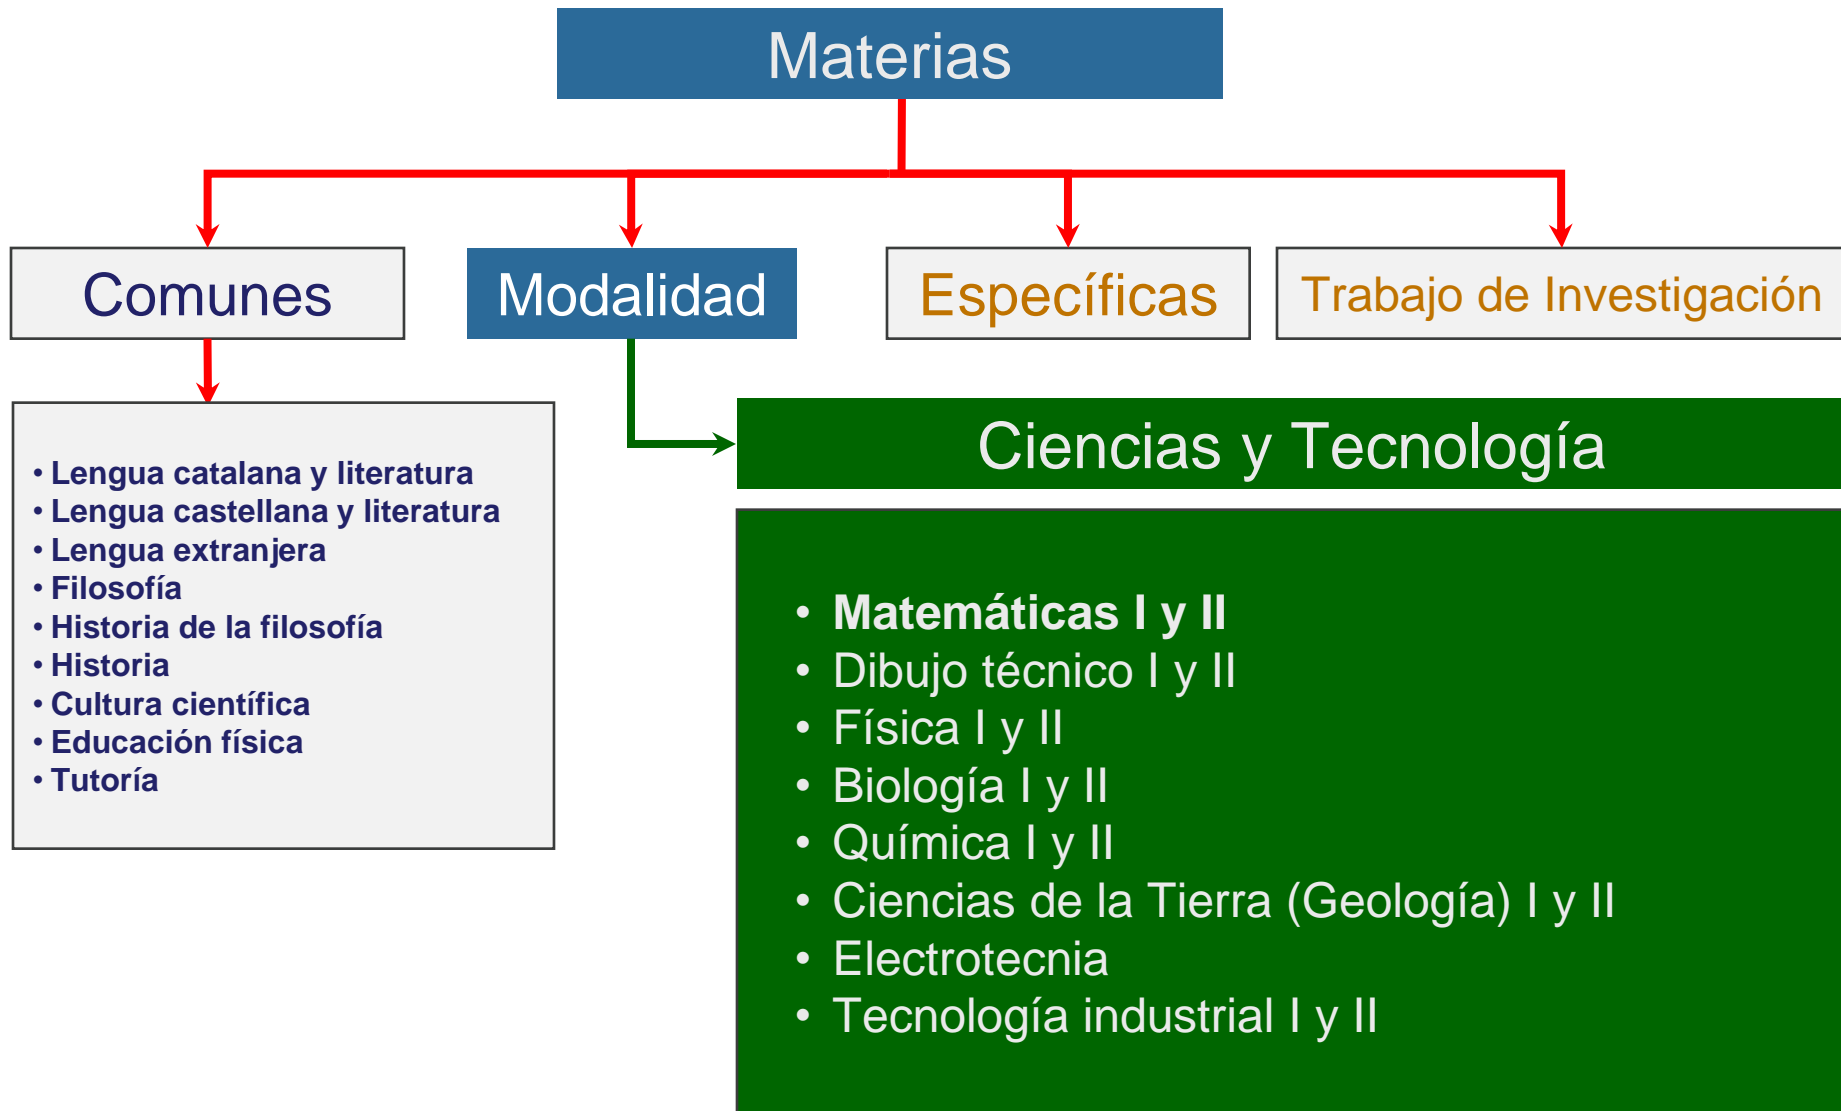 Materias
Comunes
Modalidad
Específicas
Trabajo de Investigación
• Lengua catalana y literatura
• Lengua castellana y literatura
• Lengua extranjera
• Filosofía
• Historia de la filosofía
• Historia
• Cultura científica
• Educación física
• Tutoría
Ciencias y Tecnología
• Matemáticas I y II
• Dibujo técnico I y II
• Física I y II
• Biología I y II
• Química I y II
• Ciencias de la Tierra (Geología) I y II
• Electrotecnia
• Tecnología industrial I y II